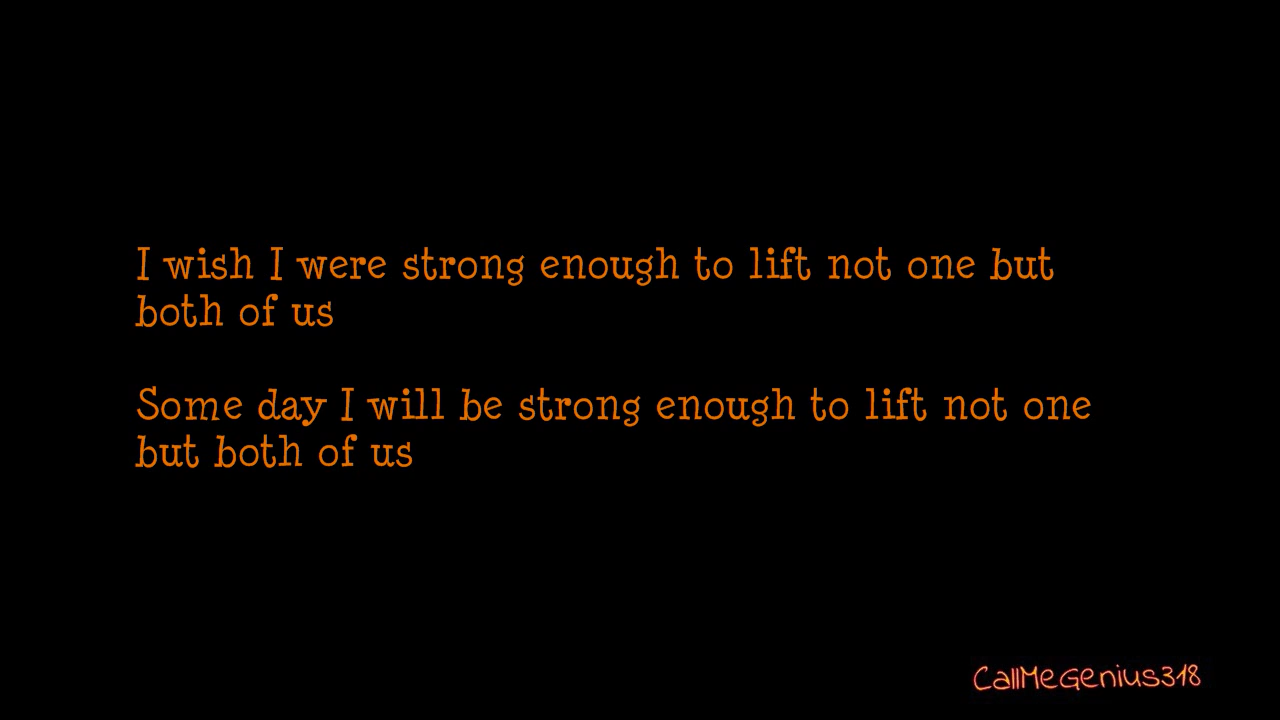 I wish I were strong enough to lift not one but
both of us
Some day I will be strong enough to lift not one
but both of us
CallMeGenius318